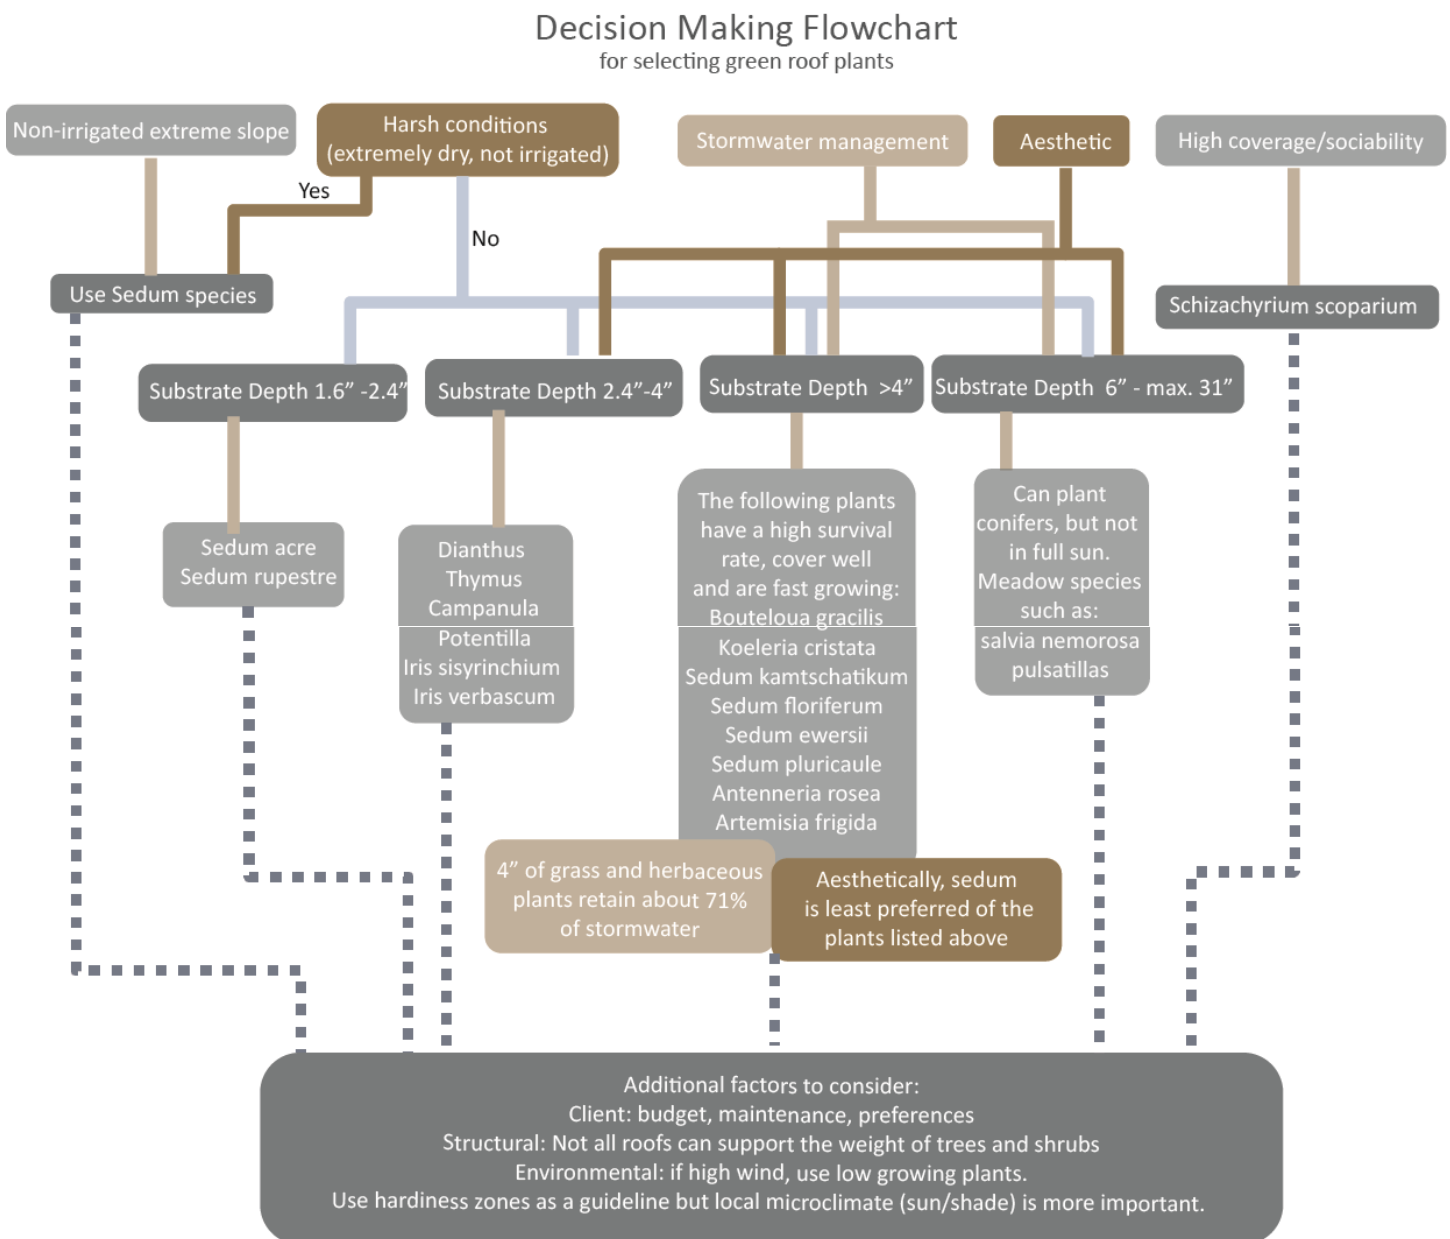 Decision Making Flowchart
for selecting green roof plants
Non-irrigated extreme slope
Harsh conditions
(extremely dry, not irrigated)
Stormwater management
Aesthetic
High coverage/sociability
Yes
No
Use Sedum species
Schizachyrium scoparium
Substrate Depth 1.6” -2.4”
Substrate Depth 2.4”-4”
Substrate Depth >4”
Substrate Depth 6” - max. 31”
Sedum acre
Sedum rupestre
Dianthus
Thymus
Campanula
Potentilla
Iris sisyrinchium
Iris verbascum
The following plants
have a high survival
rate, cover well
and are fast growing:
Bouteloua gracilis
Koeleria cristata
Sedum kamtschatikum
Sedum floriferum
Sedum ewersii
Sedum pluricaule
Antenneria rosea
Artemisia frigida
Can plant
conifers, but not
in full sun.
Meadow species
such as:
salvia nemorosa
pulsatillas
4” of grass and herbaceous
plants retain about 71%
of stormwater
Aesthetically, sedum
is least preferred of the
plants listed above
Additional factors to consider:
Client: budget, maintenance, preferences
Structural: Not all roofs can support the weight of trees and shrubs
Environmental: if high wind, use low growing plants.
Use hardiness zones as a guideline but local microclimate (sun/shade) is more important.